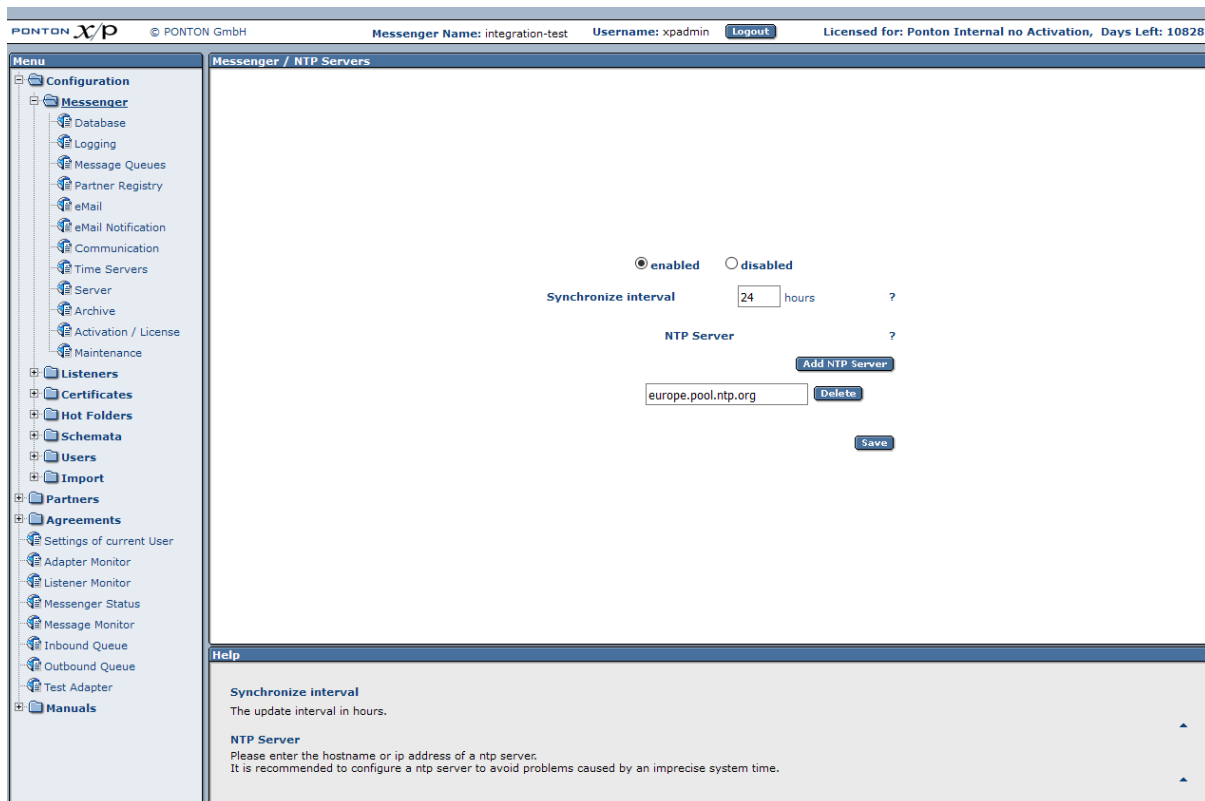 PONTON X/P © PONTON GmbH Messenger Name: integration-test Username: xpadmin Logout Licensed for: Ponton Internal no Activation, Days Left: 10828
Menu
Configuration
Messenger
Database
Logging
Message Queues
Partner Registry
eMail
eMail Notification
Communication
Time Servers
Server
Archive
Activation / License
Maintenance
Listeners
Certificates
Hot Folders
Schemata
Users
Import
Partners
Agreements
Settings of current User
Adapter Monitor
Listener Monitor
Messenger Status
Message Monitor
Inbound Queue
Outbound Queue
Test Adapter
Manuals
Messenger / NTP Servers
enabled disabled
Synchronize interval 24 hours ?
NTP Server ?
Add NTP Server
europe.pool.ntp.org Delete
Save
Help
Synchronize interval
The update interval in hours.
NTP Server
Please enter the hostname or ip address of a ntp server.
It is recommended to configure a ntp server to avoid problems caused by an imprecise system time.